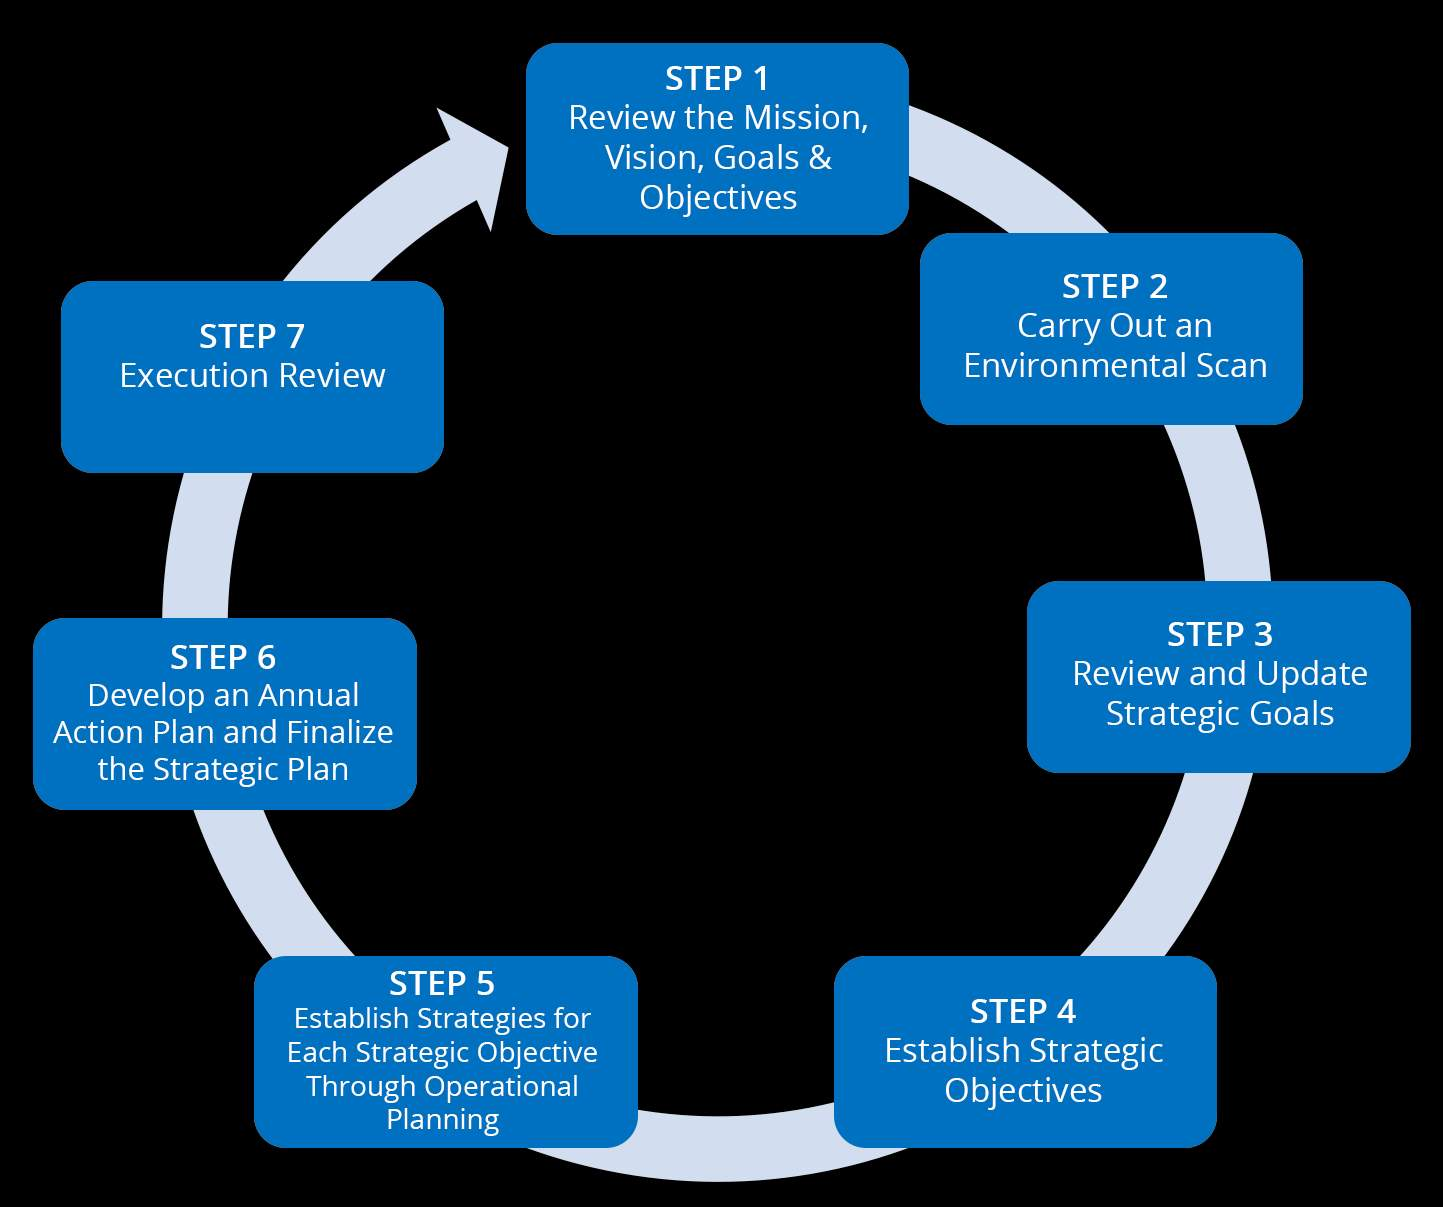 STEP 1
Review the Mission,
Vision, Goals &
Objectives
STEP 2
Carry Out an
Environmental Scan
STEP 3
Review and Update
Strategic Goals
STEP 4
Establish Strategic
Objectives
STEP 5
Establish Strategies for
Each Strategic Objective
Through Operational
Planning
STEP 6
Develop an Annual
Action Plan and Finalize
the Strategic Plan
STEP 7
Execution Review